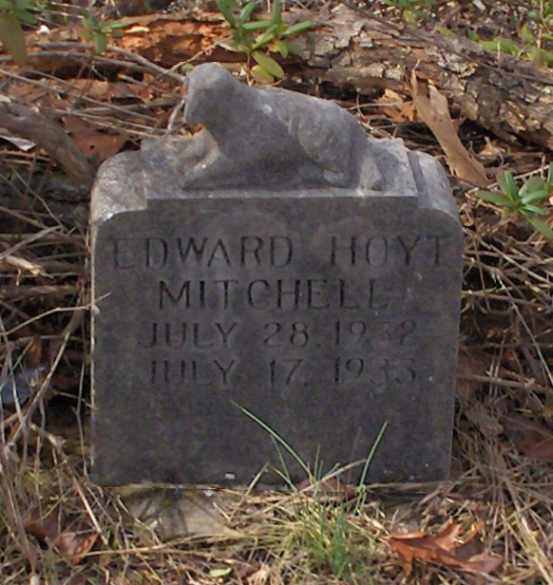 EDWARD HOYT
MITCHELL
JULY 28, 1932
JULY 17, 1933